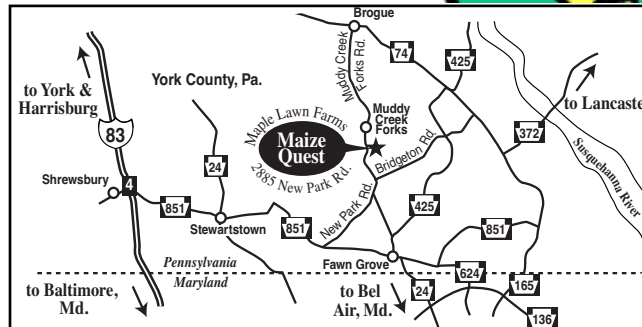 Brogue
Muddy Creek
Forks Rd.
74
425
to York &
Harrisburg
York County, Pa.
to Lancaste
83
Muddy
Creek
Forks
Maple Lawn Farms
Maize
Quest
2885 New Park Rd.
Bridgeton Rd.
372
Susquehanna
River
24
Shrewsbury
4
851
Stewartstown
851
New Park Rd.
425
851
Fawn Grove
Pennsylvania
Maryland
624
to Baltimore,
Md.
to Bel
Air, Md.
24
165
136